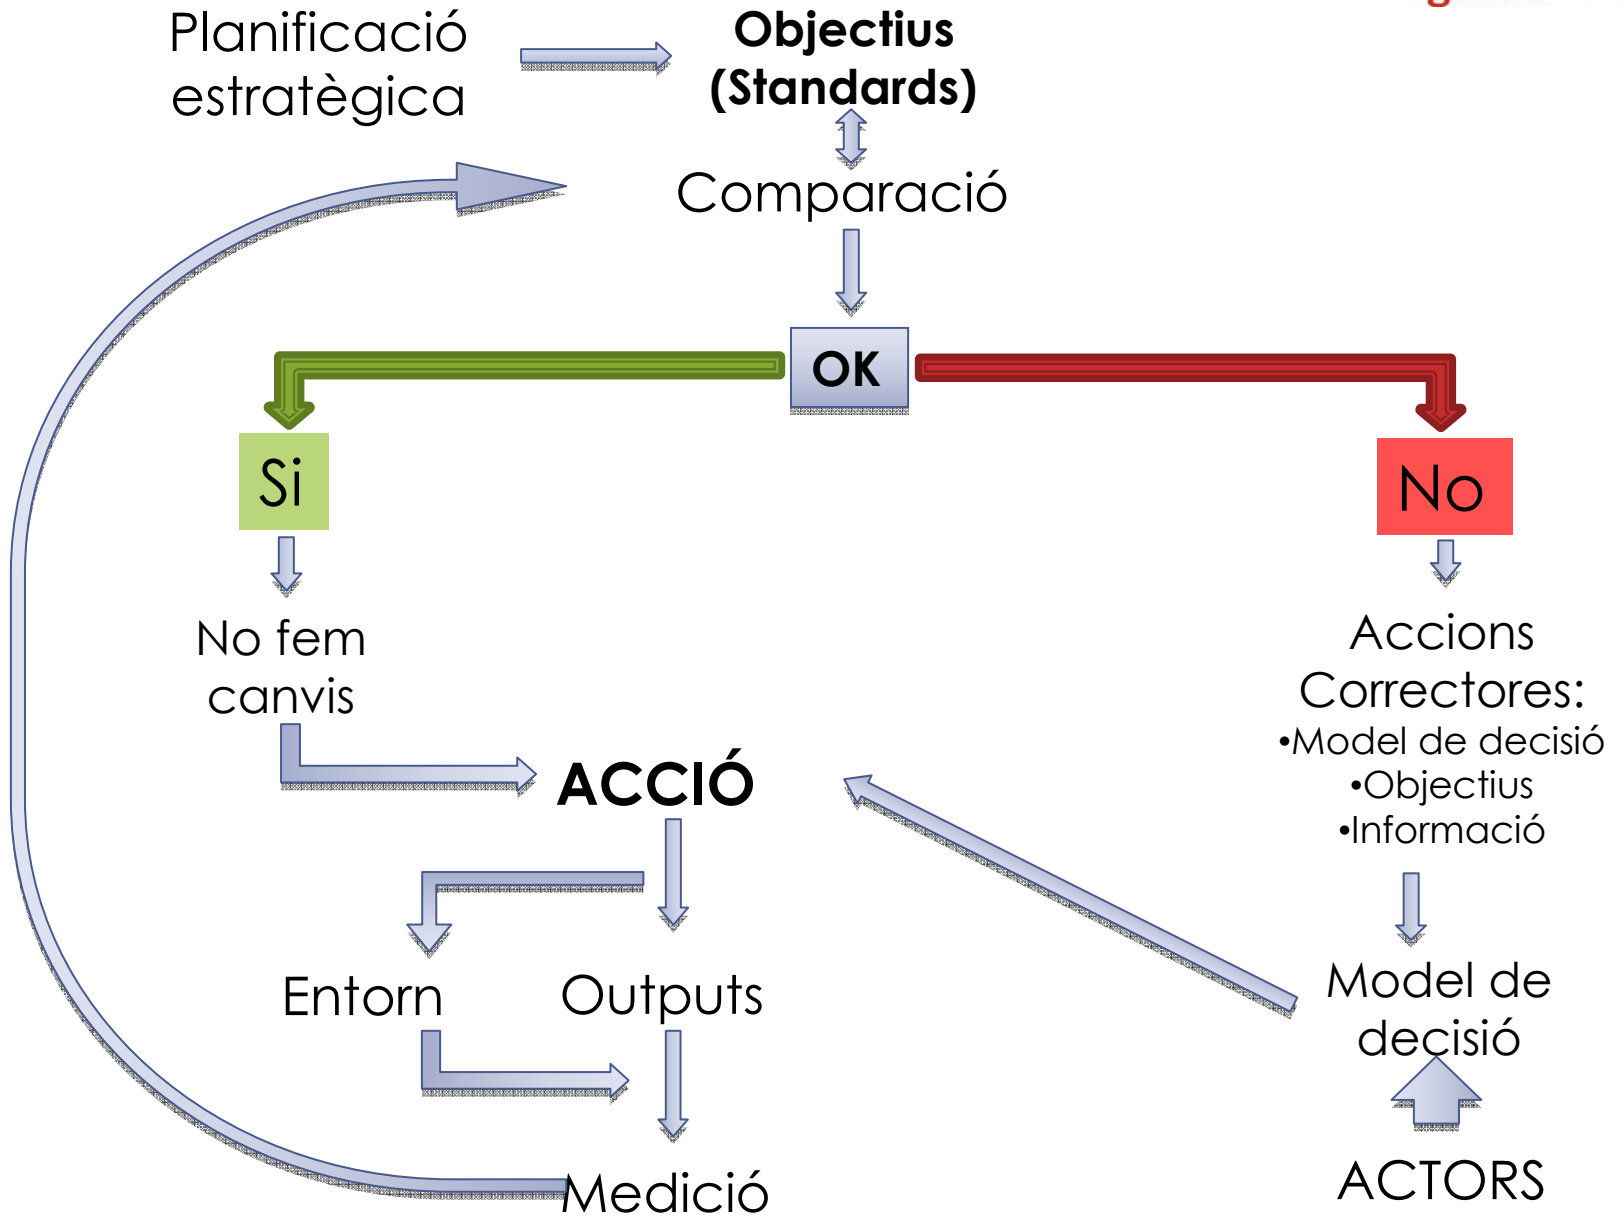 Planificació
estratègica
Objectius
(Standards)
Comparació
OK
Si
No
No fem
canvis
Accions
Correctores:
•Model de decisió
•Objectius
•Informació
ACCIÓ
Entorn
Outputs
Model de
decisió
Medició
ACTORS